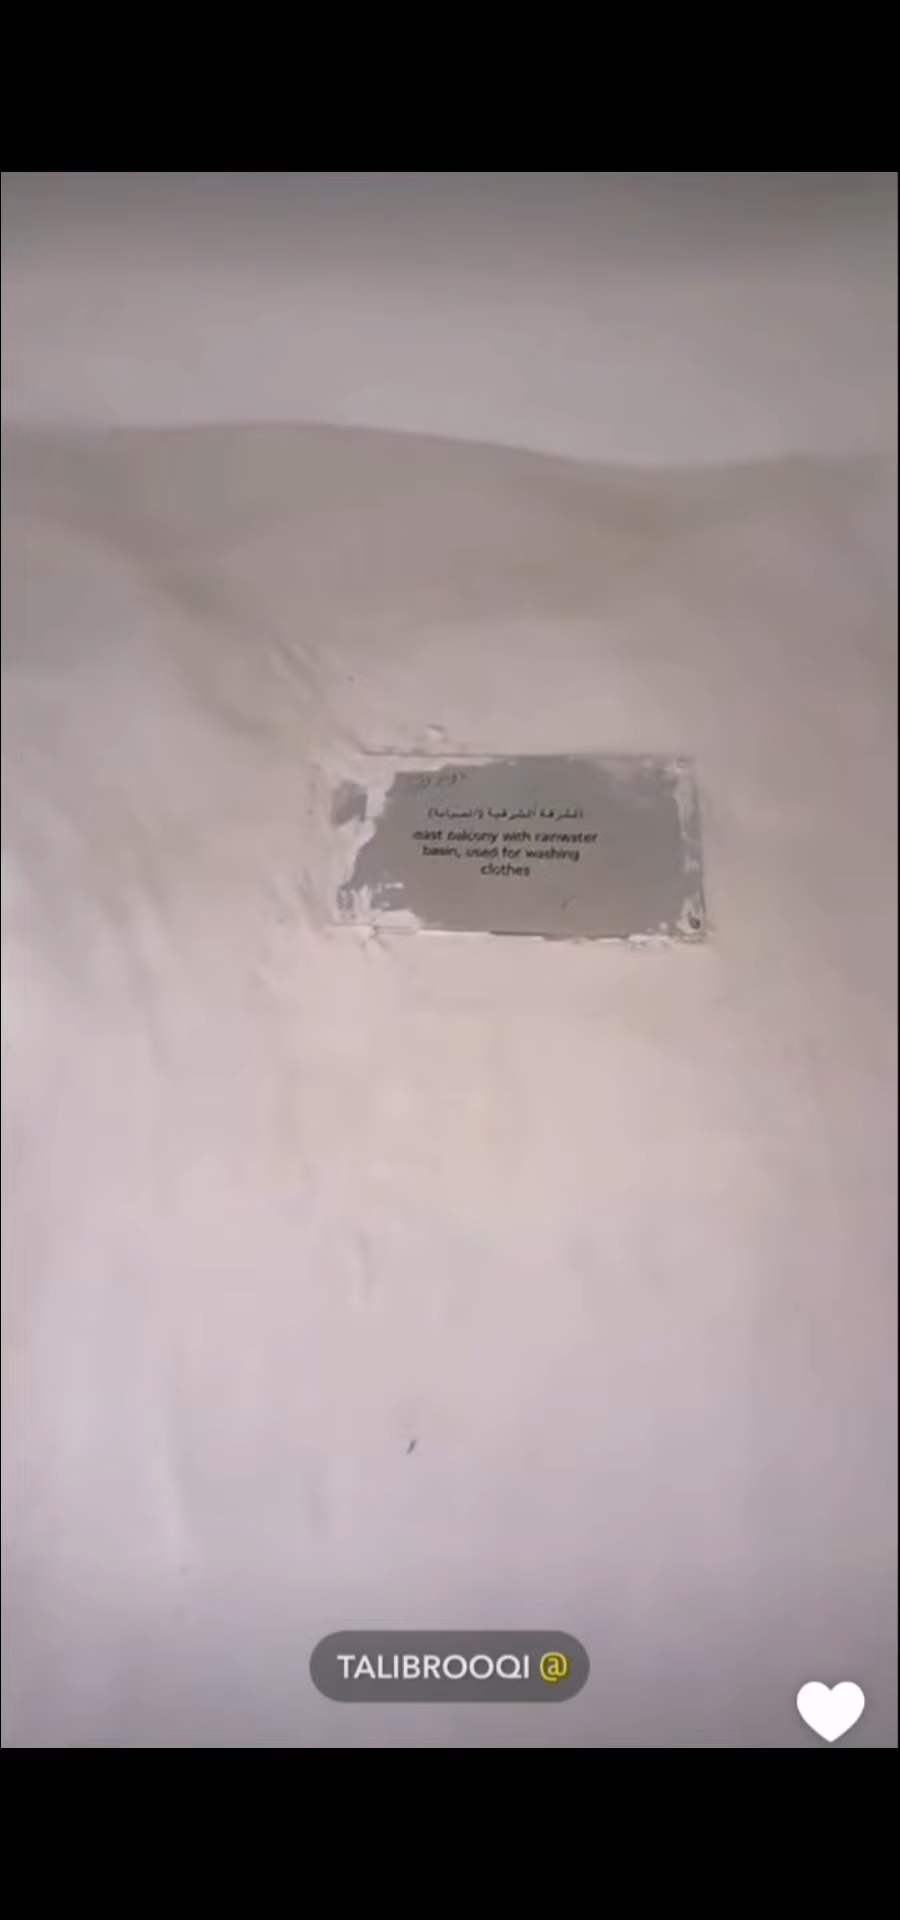 الشرفة الشرقية
east balcony with rainwater
basin, used for washing
clothes
TALIBROOQI @